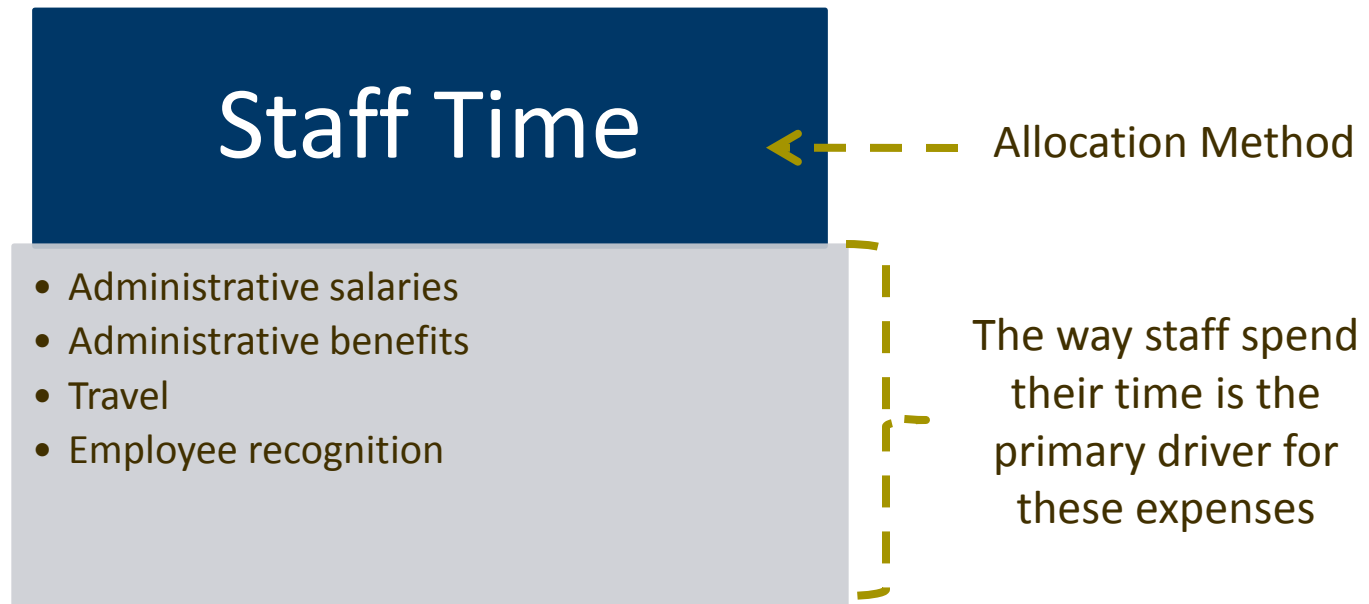 Staff Time
Allocation Method
• Administrative salaries
• Administrative benefits
• Travel
• Employee recognition
The way staff spend
their time is the
primary driver for
these expenses